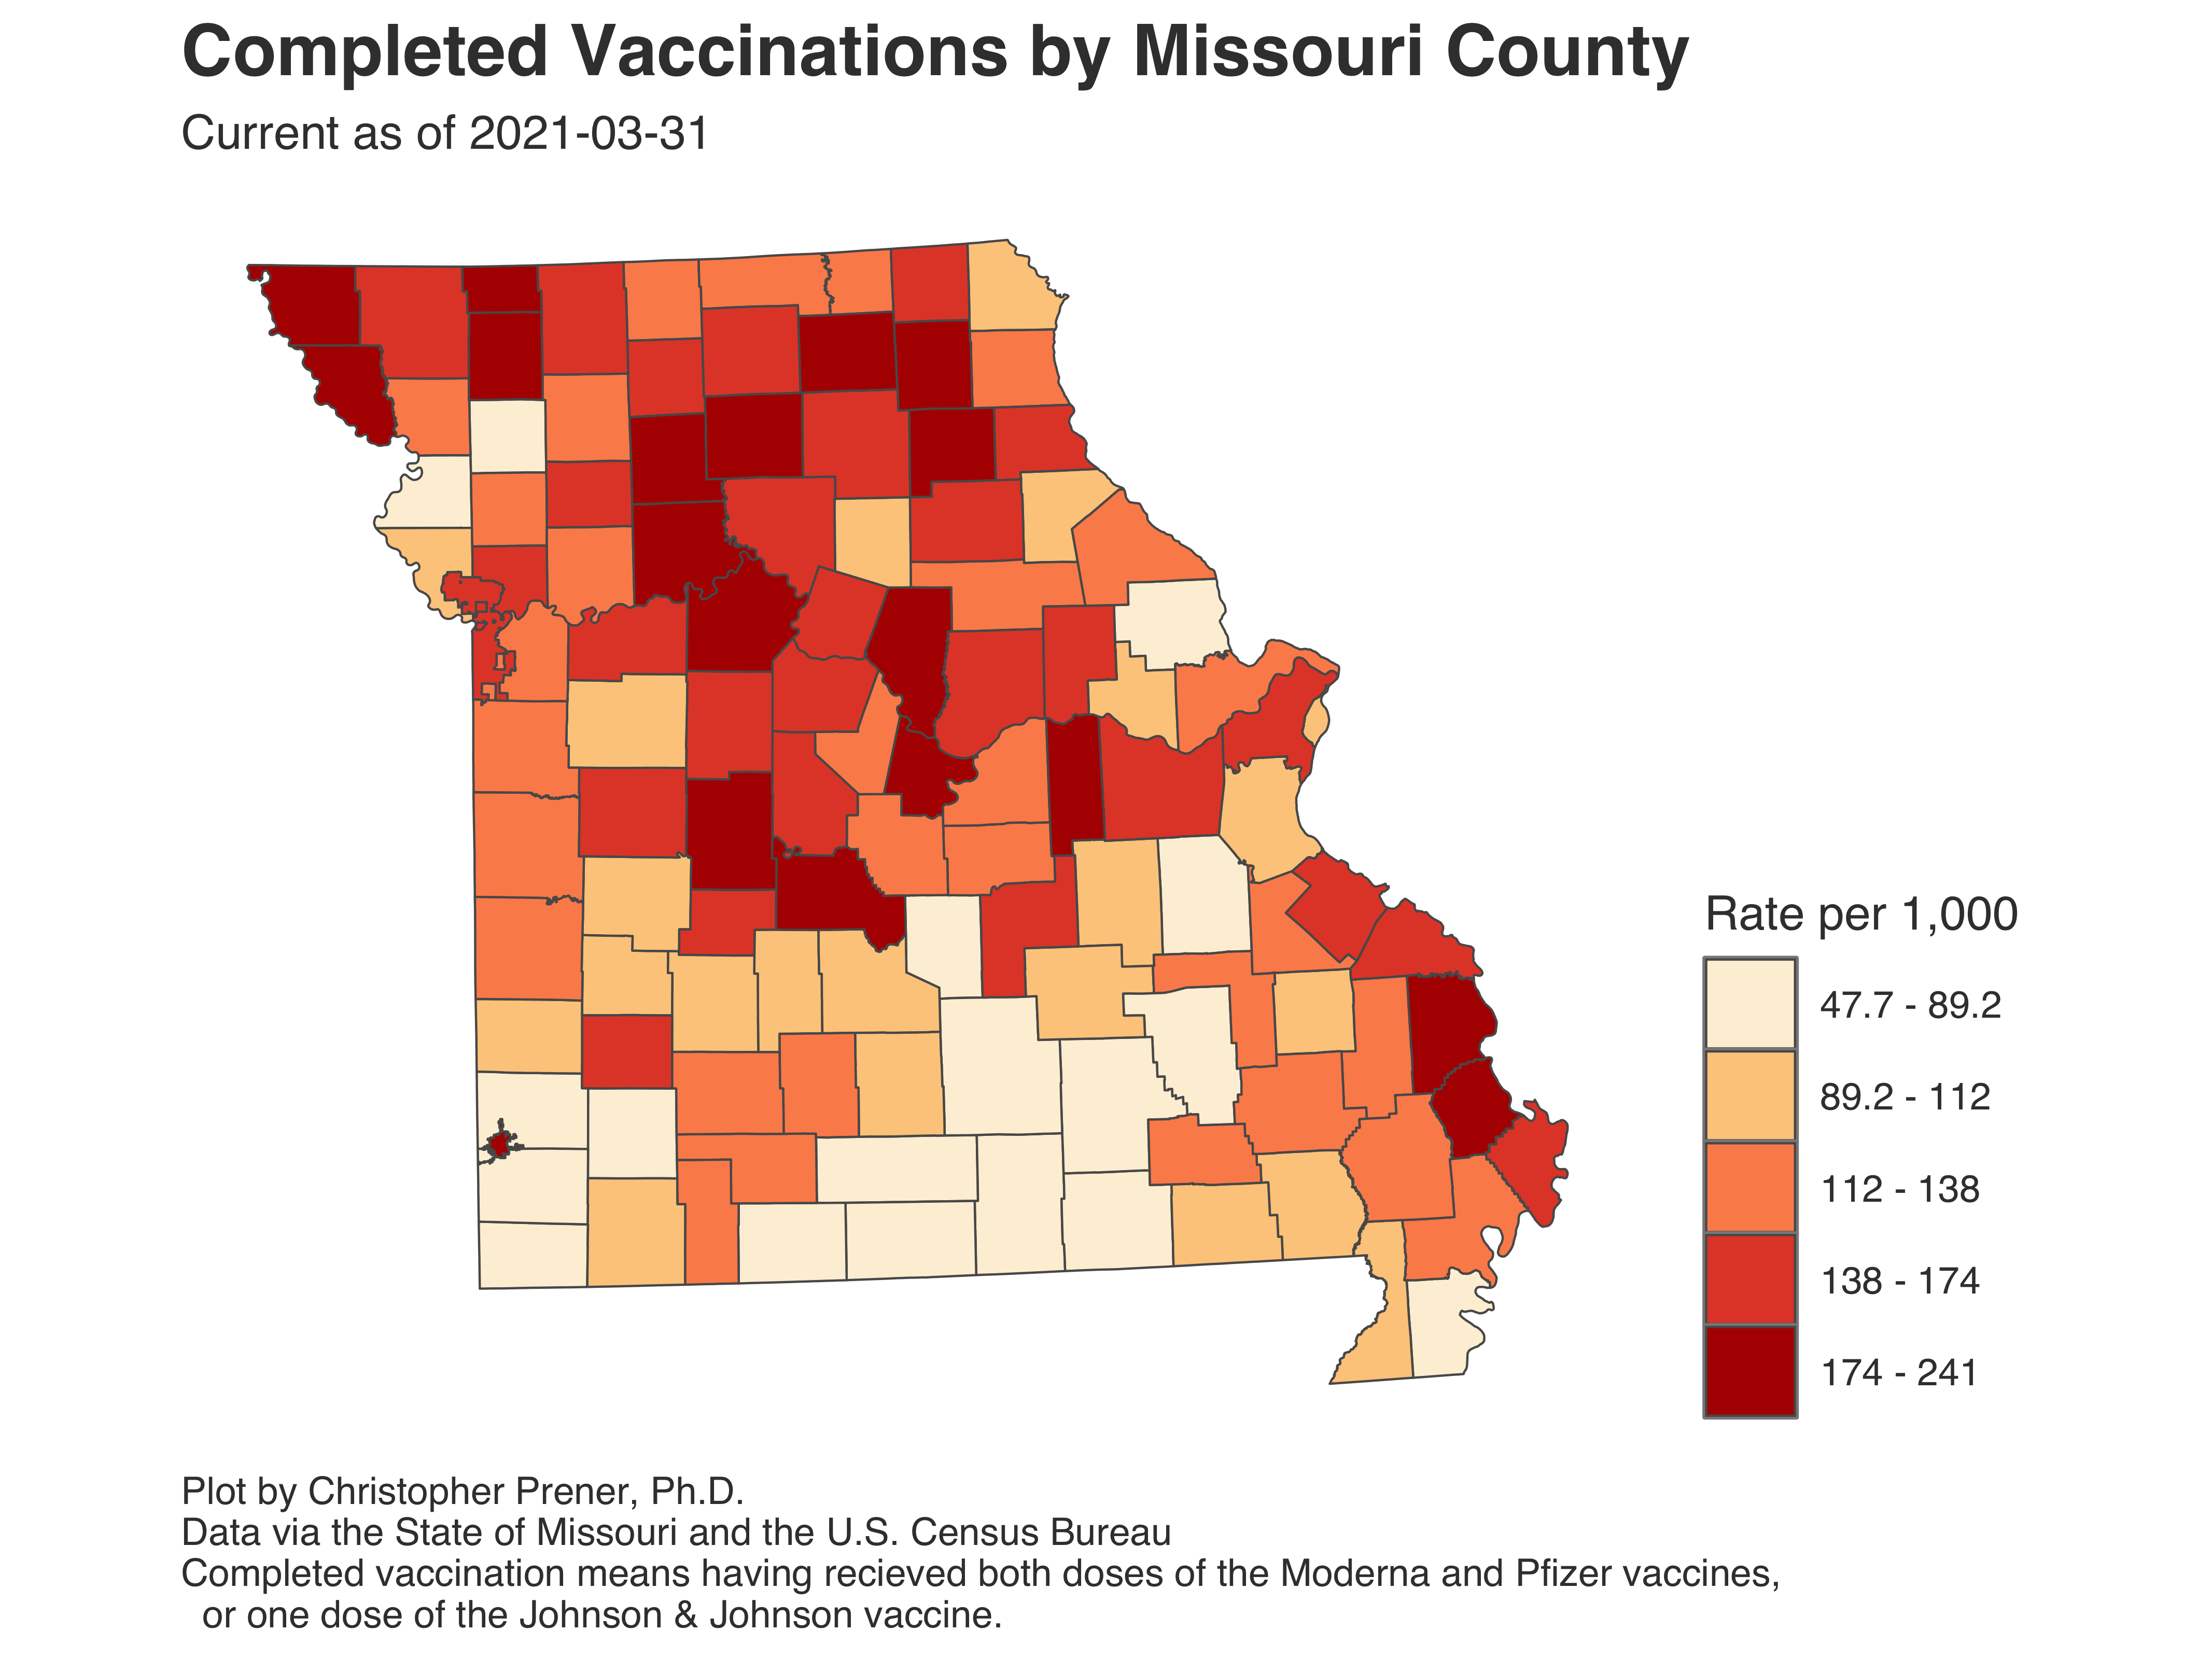 Completed Vaccinations by Missouri County
Current as of 2021-03-31
Rate per 1,000
47.7 - 89.2
89.2 - 112
112 - 138
138 - 174
174 - 241
Plot by Christopher Prener, Ph.D.
Data via the State of Missouri and the U.S. Census Bureau
Completed vaccination means having recieved both doses of the Moderna and Pfizer vaccines,
or one dose of the Johnson & Johnson vaccine.